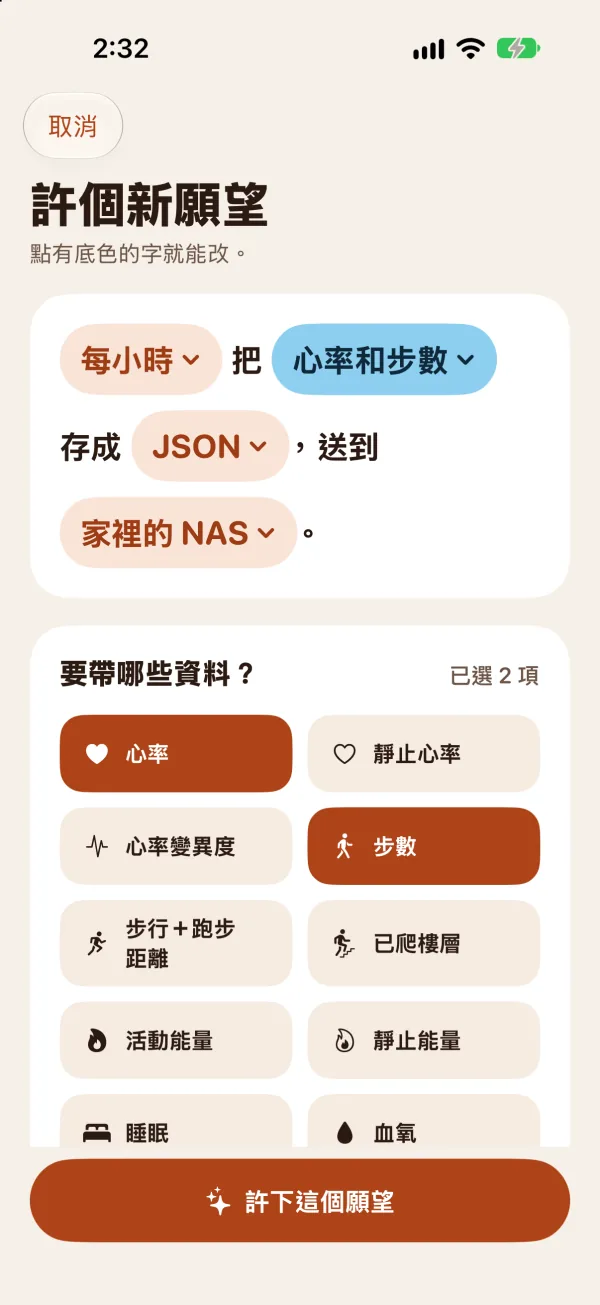 2:32
取消
許個新願望
點有底色的字就能改。
每小時 把 心率和步數
存成 JSON ，送到
家裡的 NAS 。
要帶哪些資料？ 已選 2 項
心率 靜止心率
心率變異度 步數
步行＋跑步
距離
已爬樓層
活動能量 靜止能量
睡眠 血氧
許下這個願望